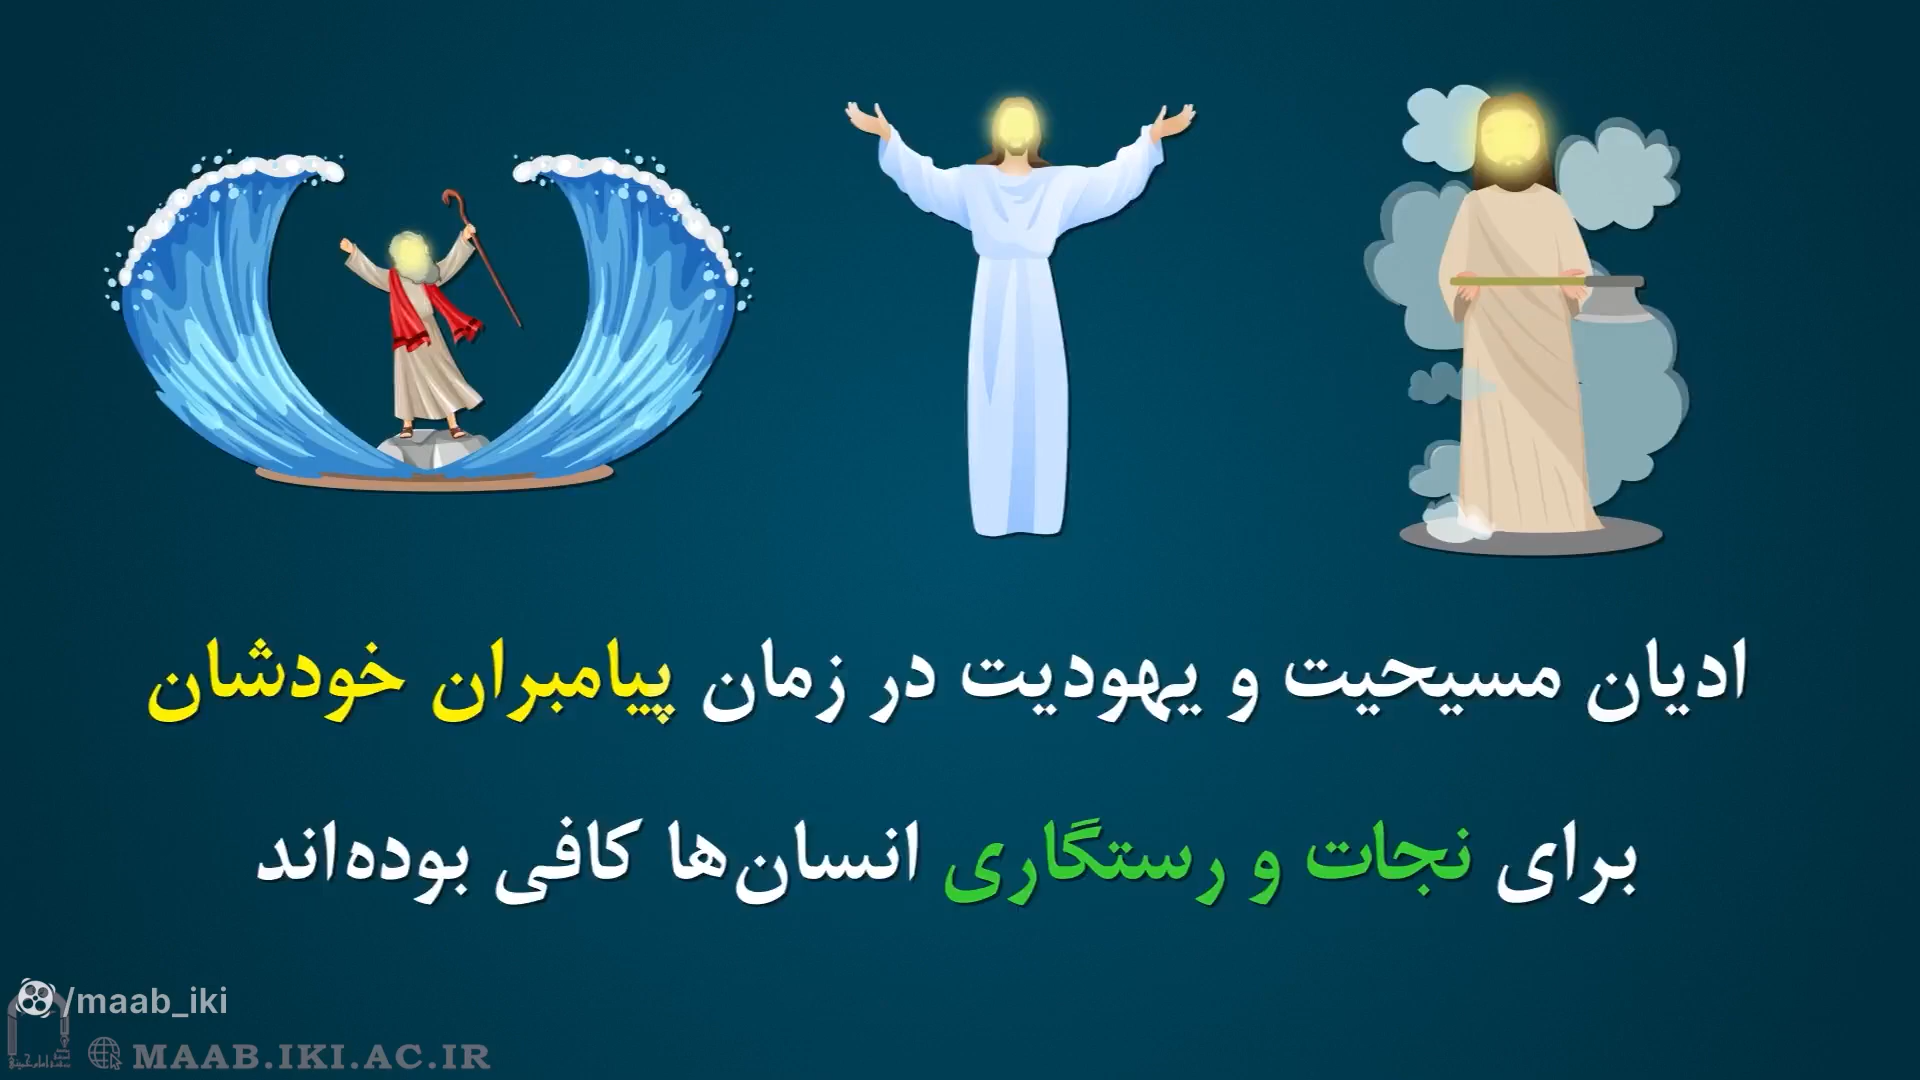 ادیان مسیحیت و یهودیت در زمان پیامبران خودشان
برای نجات و رستگاری انسان‌ها کافی بوده‌اند
/maab_iki
MAAB.IKI.AC.IR